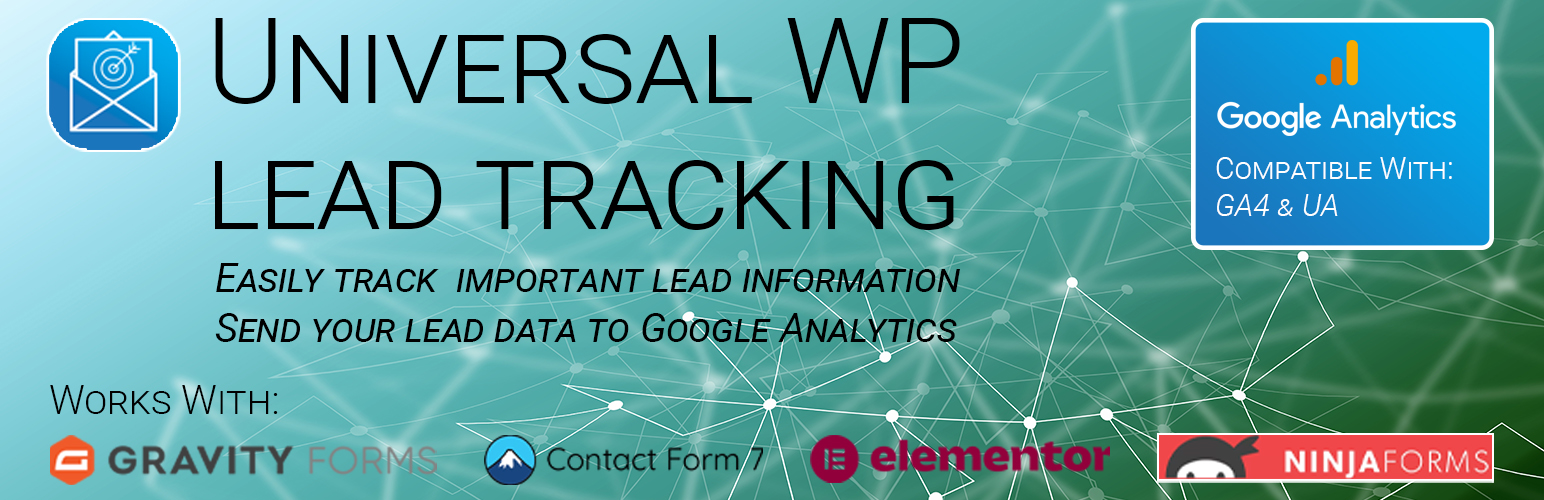 UNIVERSAL WP
LEAD TRACKING
EASILY TRACK IMPORTANT LEAD INFORMATION
SEND YOUR LEAD DATA TO GOOGLE ANALYTICS
Google Analytics
COMPATIBLE WITH:
GA4 & UA
WORKS WITH:
GRAVITY FORMS
Contact Form 7
elementor
NINJAFORMS